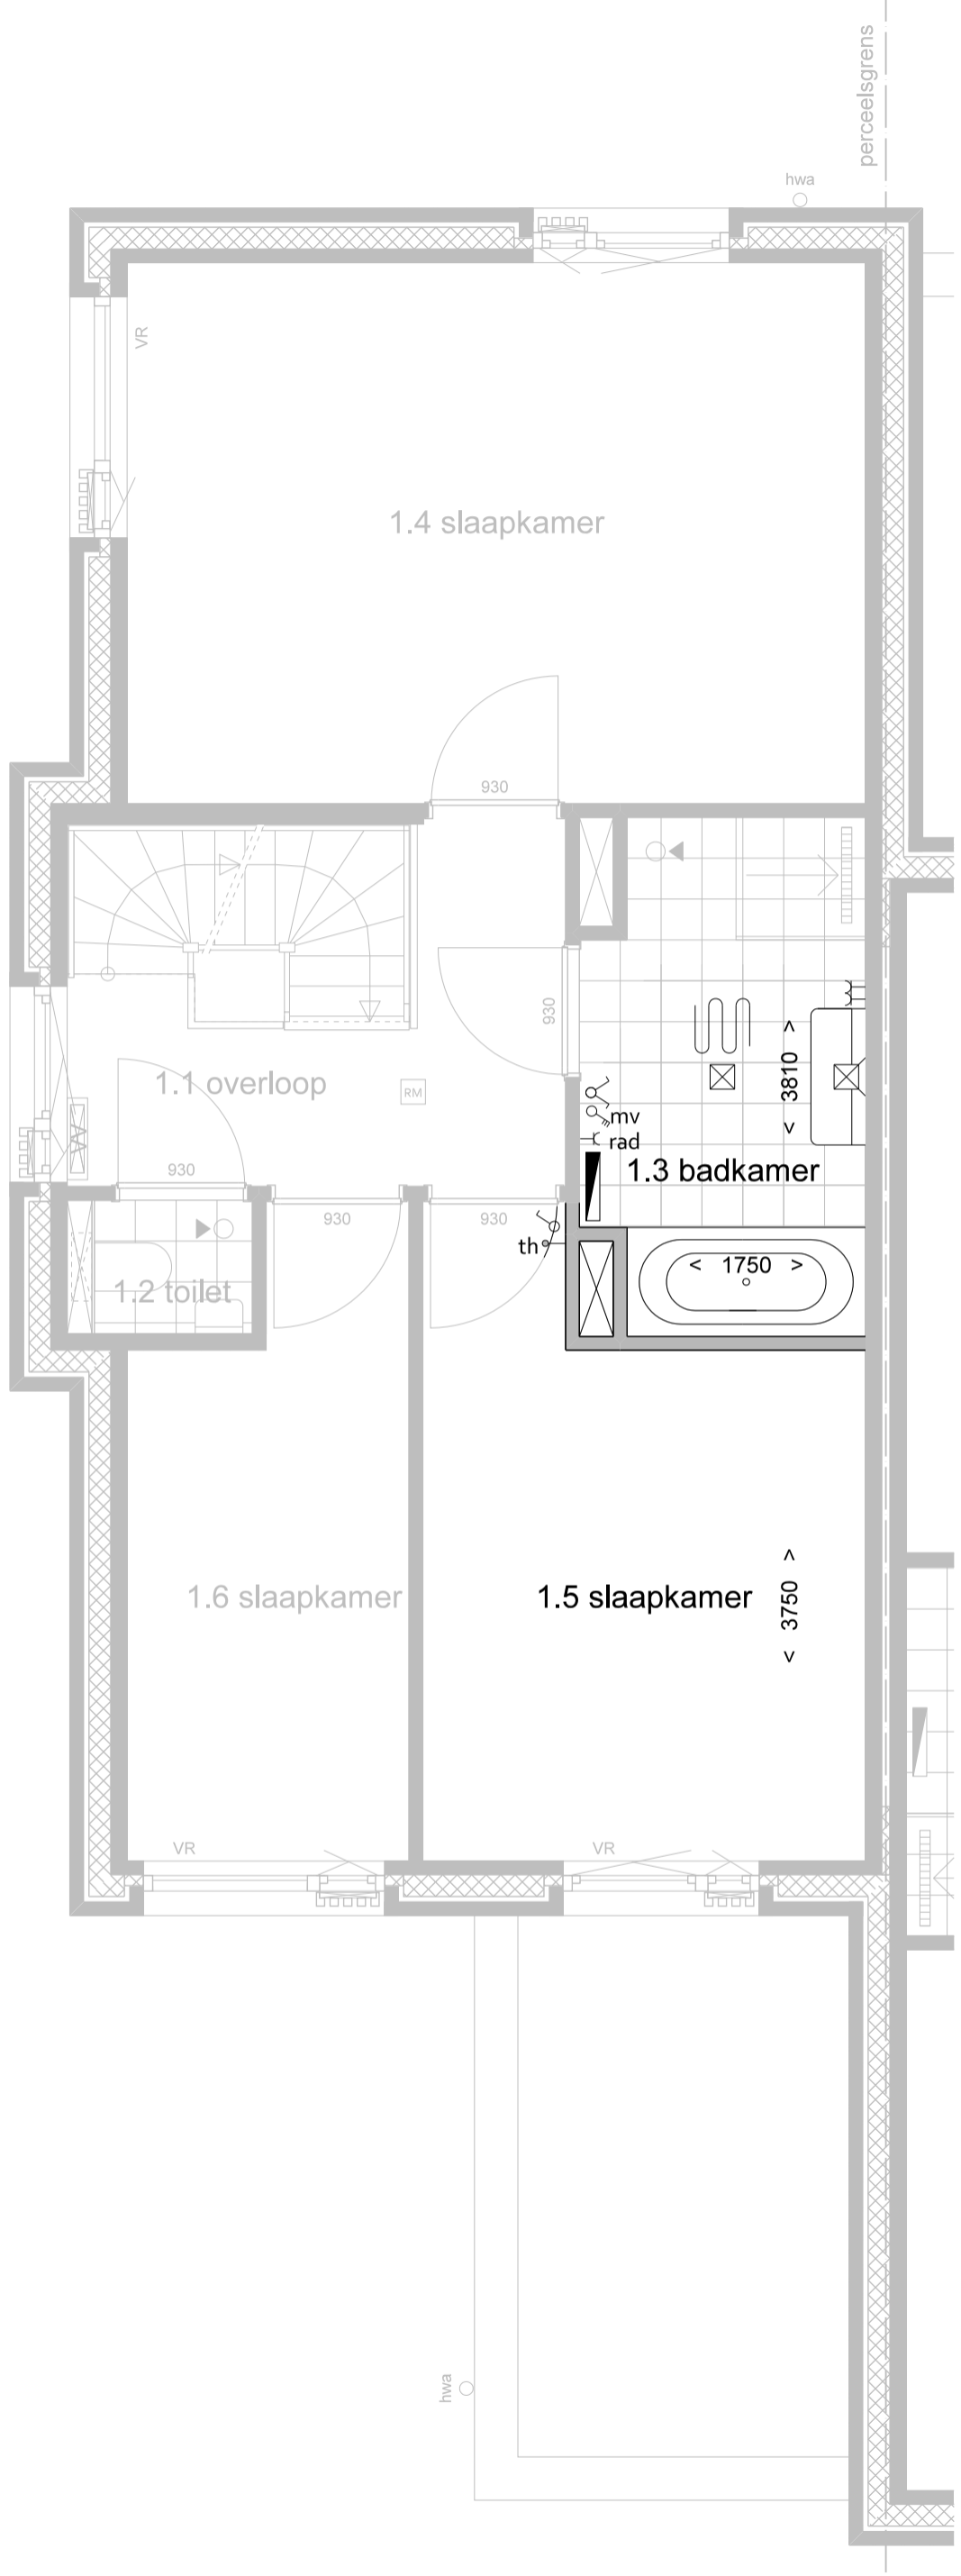 perceelsgrens
hwa
VR
1.4 slaapkamer
930
930
3810
1.1 overloop
RM
mv
rad
1.3 badkamer
930
930
930
th
1.2 toilet
< 1750 >
1.6 slaapkamer
1.5 slaapkamer
< 3750 >
VR
VR
hwa